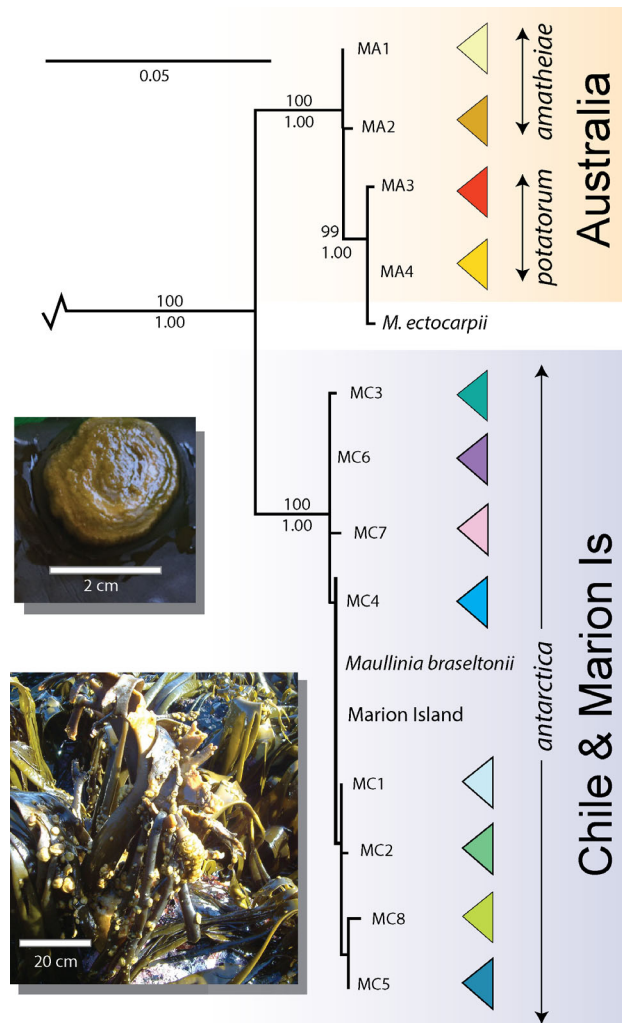 0.05
MA1
100
1.00
MA2
amatheiae
Australia
MA3
potatorum
99
1.00
MA4
100
1.00
M. ectocarpii
MC3
MC6
100
1.00
MC7
2 cm
MC4
Maullinia braseltonii
antarctica
Chile & Marion Is
Marion Island
MC1
MC2
MC8
20 cm
MC5